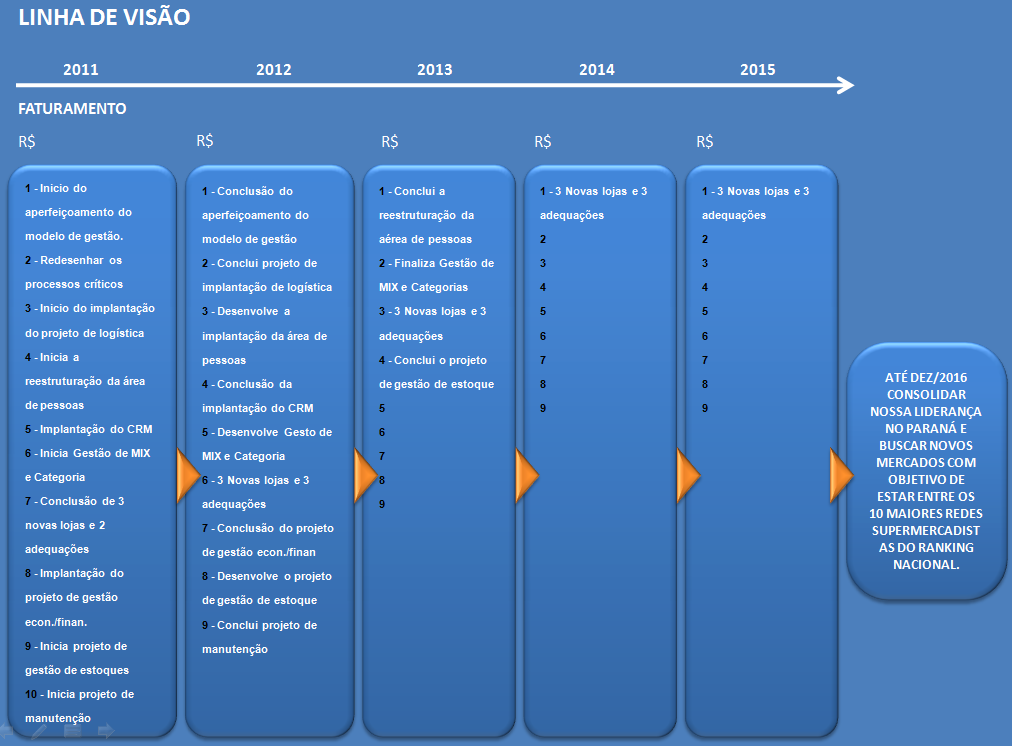 LINHA DE VISÃO
2011
2012
2013
2014
2015
FATURAMENTO
R$
R$
R$
R$
R$
1 - Inicio do
aperfeiçoamento do
modelo de gestão.
2 - Redesenhar os
processos críticos
3 - Inicio do implantação
do projeto de logística
4 - Inicia a
reestruturação da área
de pessoas
5 - Implantação do CRM
6 - Inicia Gestão de MIX
e Categoria
7 - Conclusão de 3
novas lojas e 2
adequações
8 - Implantação do
projeto de gestão
econ./finan.
9 - Inicia projeto de
gestão de estoques
10 - Inicia projeto de
manutenção
1 - Conclusão do
aperfeiçoamento do
modelo de gestão
2 - Conclui projeto de
implantação de logística
3 - Desenvolve a
implantação da área de
pessoas
4 - Conclusão da
implantação do CRM
5 - Desenvolve Gesto de
MIX e Categoria
6 - 3 Novas lojas e 3
adequações
7 - Conclusão do projeto
de gestão econ./finan
8 - Desenvolve o projeto
de gestão de estoque
9 - Conclui projeto de
manutenção
1 - Conclui a
reestruturação da
aérea de pessoas
2 - Finaliza Gestão de
MIX e Categorias
3 - 3 Novas lojas e 3
adequações
4 - Conclui o projeto
de gestão de estoque
5
6
7
8
9
1 - 3 Novas lojas e 3
adequações
2
3
4
5
6
7
8
9
1 - 3 Novas lojas e 3
adequações
2
3
4
5
6
7
8
9
ATÉ DEZ/2016
CONSOLIDAR
NOSSA LIDERANÇA
NO PARANÁ E
BUSCAR NOVOS
MERCADOS COM
OBJETIVO DE
ESTAR ENTRE OS
10 MAIORES REDES
SUPERMERCADIST
AS DO RANKING
NACIONAL.